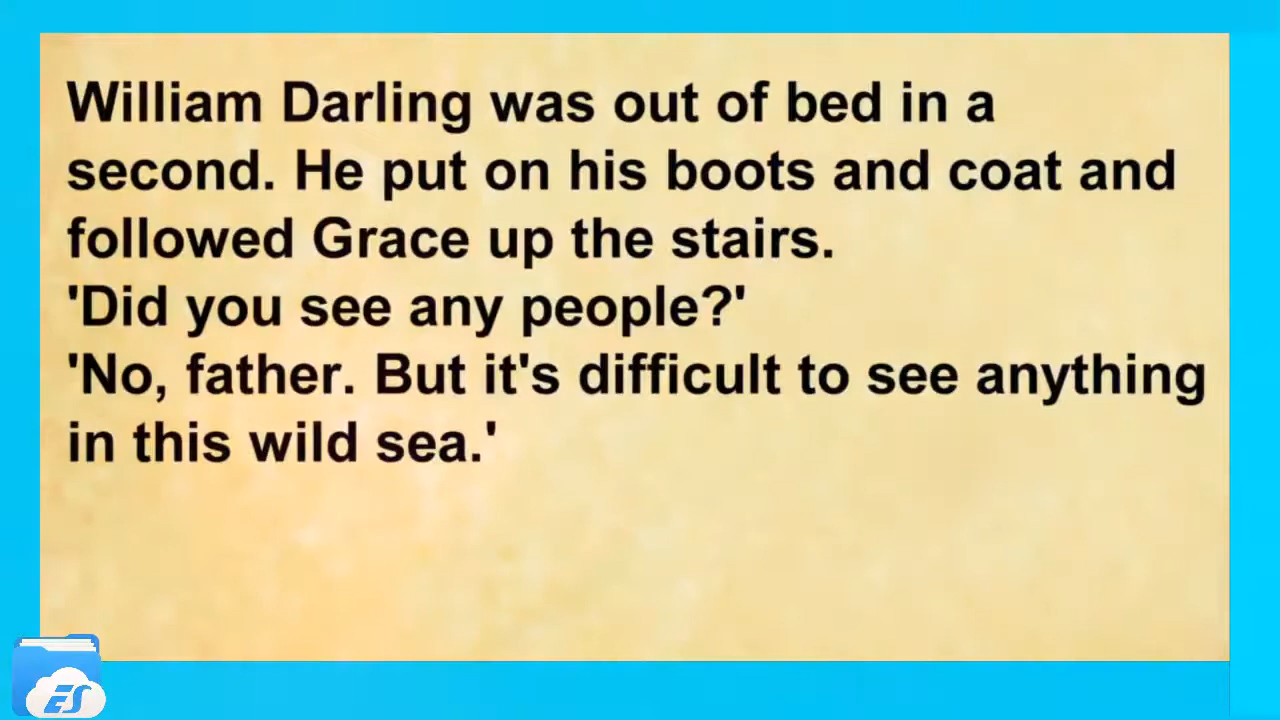 William Darling was out of bed in a
second. He put on his boots and coat and
followed Grace up the stairs.
'Did you see any people?'
'No, father. But it's difficult to see anything
in this wild sea.'
ES